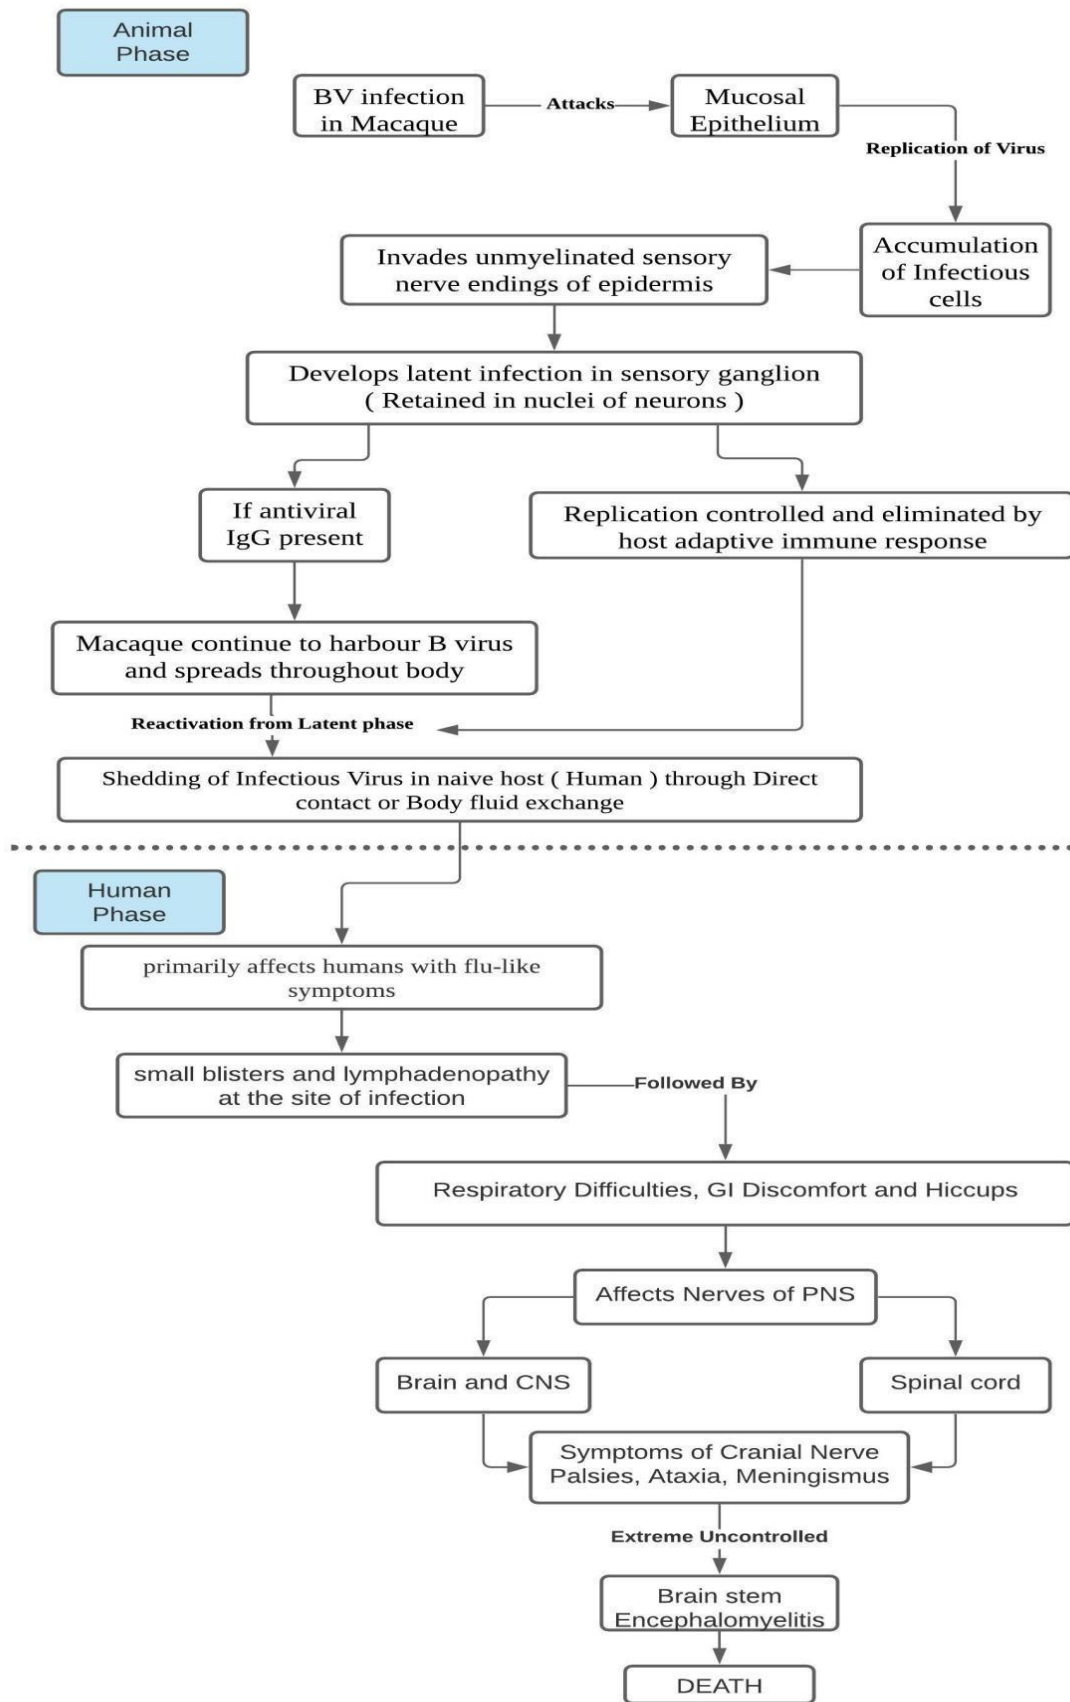 Animal
Phase
BV infection
in Macaque
Attacks
Mucosal
Epithelium
Replication of Virus
Accumulation
of Infectious
cells
Invades unmyelinated sensory
nerve endings of epidermis
Develops latent infection in sensory ganglion
( Retained in nuclei of neurons )
If antiviral
IgG present
Replication controlled and eliminated by
host adaptive immune response
Macaque continue to harbour B virus
and spreads throughout body
Reactivation from Latent phase
Shedding of Infectious Virus in naive host ( Human ) through Direct
contact or Body fluid exchange
Human
Phase
primarily affects humans with flu-like
symptoms
small blisters and lymphadenopathy
at the site of infection
Followed By
Respiratory Difficulties, GI Discomfort and Hiccups
Affects Nerves of PNS
Brain and CNS
Spinal cord
Symptoms of Cranial Nerve
Palsies, Ataxia, Meningismus
Extreme Uncontrolled
Brain stem
Encephalomyelitis
DEATH